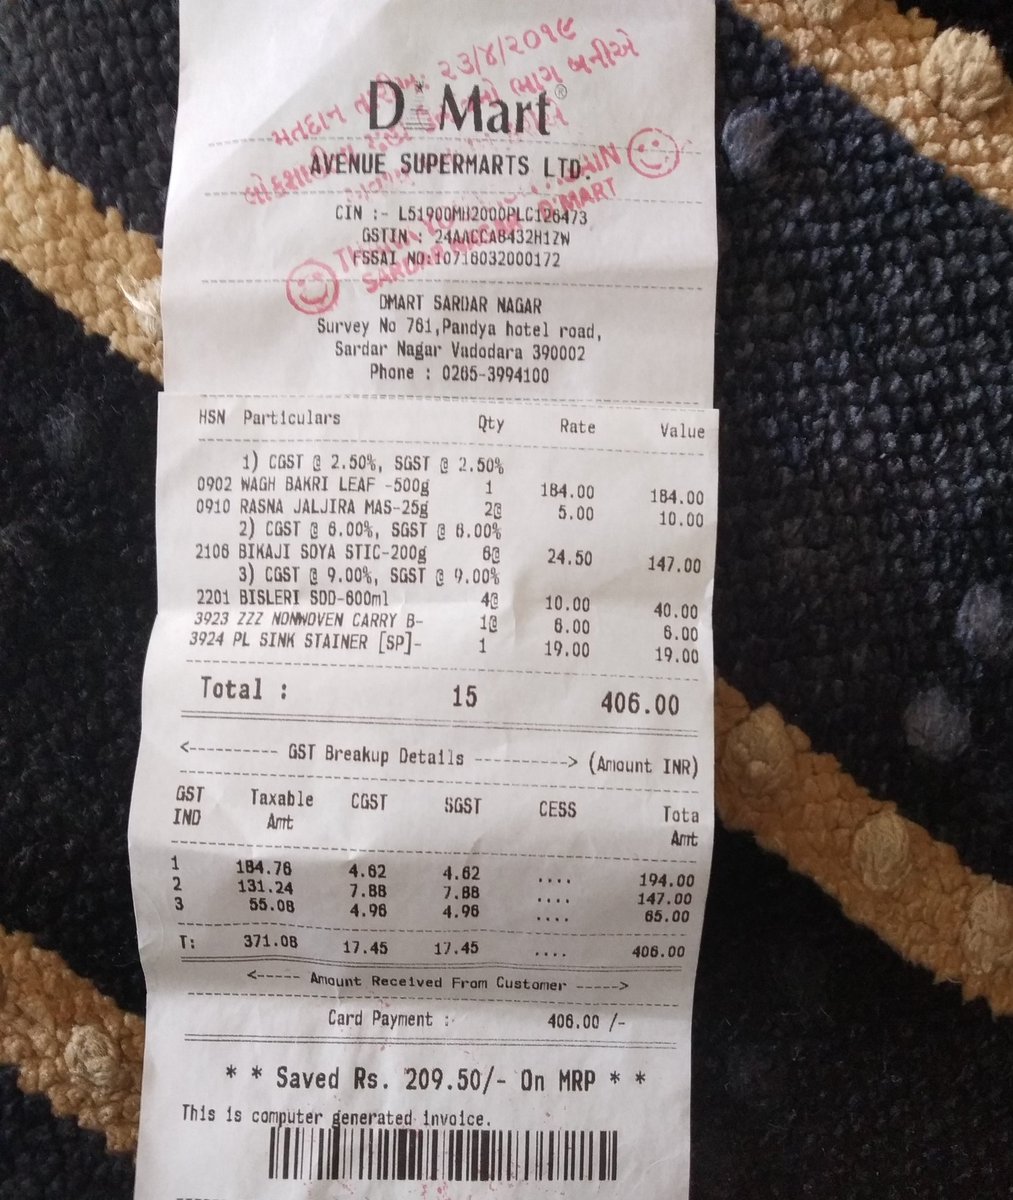 મતદાન તારીખ: ૨૩/૪/૨૦૧૯
D Mart®
ભાગ બનીએ
AVENUE SUPERMARTS LTD.
CIN :- L51900MH2000PLC126473
GSTIN : 24AACCA8432H1ZW
FSSAI NO:10716032000172
SARDAR D'MART
DMART SARDAR NAGAR
Survey No 761,Pandya hotel road,
Sardar Nagar Vadodara 390002
Phone : 0265-3994100
HSN Particulars Qty Rate Value
1) CGST @ 2.50%, SGST @ 2.50%
0902 WAGH BAKRI LEAF -500g 1 184.00 184.00
0910 RASNA JALJIRA MAS-25g 2@ 5.00 10.00
2) CGST @ 6.00%, SGST @ 6.00%
2106 BIKAJI SOYA STIC-200g 6@ 24.50 147.00
3) CGST @ 9.00%, SGST @ 9.00%
2201 BISLERI SOD-600ml 4@ 10.00 40.00
3923 ZZZ NONWOVEN CARRY B- 1@ 6.00 6.00
3924 PL SINK STAINER [SP]- 1 19.00 19.00
Total : 15 406.00
<---------- GST Breakup Details ----------> (Amount INR)
GST Taxable CGST SGST CESS Tota
IND Amt Amt
1 184.76 4.62 4.62 .... 194.00
2 131.24 7.88 7.88 .... 147.00
3 55.08 4.96 4.96 .... 65.00
T: 371.08 17.45 17.45 .... 406.00
<----- Amount Received From Customer ----->
Card Payment : 406.00 /-
* * Saved Rs. 209.50/- On MRP * *
This is computer generated invoice.